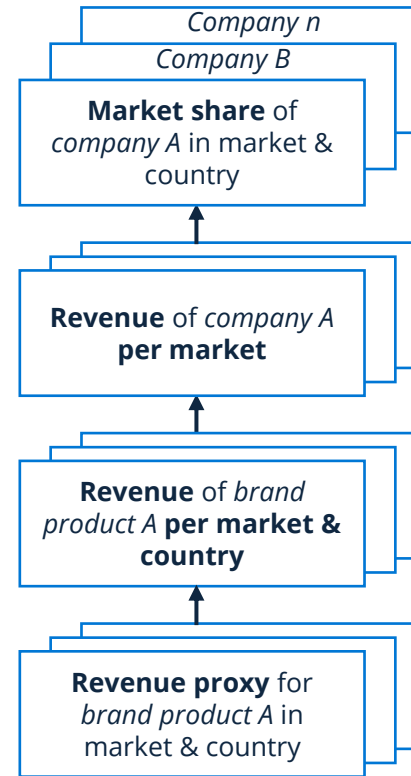 Company n
Company B
Market share of
company A in market &
country
Revenue of company A
per market
Revenue of brand
product A per market &
country
Revenue proxy for
brand product A in
market & country